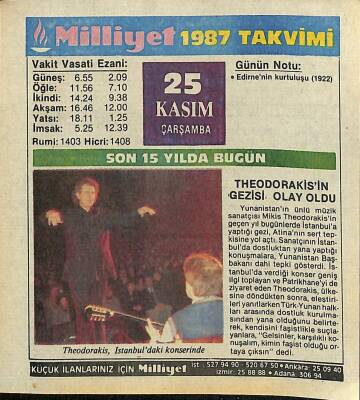 Milliyet 1987 TAKVİMİ
Vakit Vasati Ezani:
Güneş: 6.55 2.09
Öğle: 11.56 7.10
İkindi: 14.24 9.38
Akşam: 16.46 12.00
Yatsı: 18.11 1.25
İmsak: 5.25 12.39
Rumi: 1403 Hicri: 1408
25
KASIM
ÇARŞAMBA
Günün Notu:
• Edirne'nin kurtuluşu (1922)
SON 15 YILDA BUGÜN
THEODORAKİS'İN
GEZİSİ OLAY OLDU
Yunanistan'ın ünlü müzik
sanatçısı Mikis Theodorakis'in
geçen yıl bugünlerde İstanbul'a
yaptığı gezi, Atina'nın sert tep-
kisine yol açtı. Sanatçının İstan-
bul'da dostluktan yana yaptığı
konuşmalara, Yunanistan Baş-
bakanı dahi tepki gösterdi. İs-
tanbul'da verdiği konser geniş
ilgi toplayan ve Patrikhane'yi de
ziyaret eden Theodorakis, ülke-
sine döndükten sonra, eleştiri-
leri yanıtlarken Türk-Yunan halk-
ları arasında dostluk kurulma-
sından yana olduğunu belirte-
rek, kendisini faşistlikle suçla-
yanlara, "Gelsinler, karşılıklı ko-
nuşalım, kimin faşist olduğu or-
taya çıksın" dedi.
Theodorakis, İstanbul'daki konserinde
KÜÇÜK İLANLARINIZ İÇİN Milliyet ist.: 527 94 90 - 520 67 50 • Ankara: 25 09 40
İzmir: 25 88 88 • Adana: 306 94